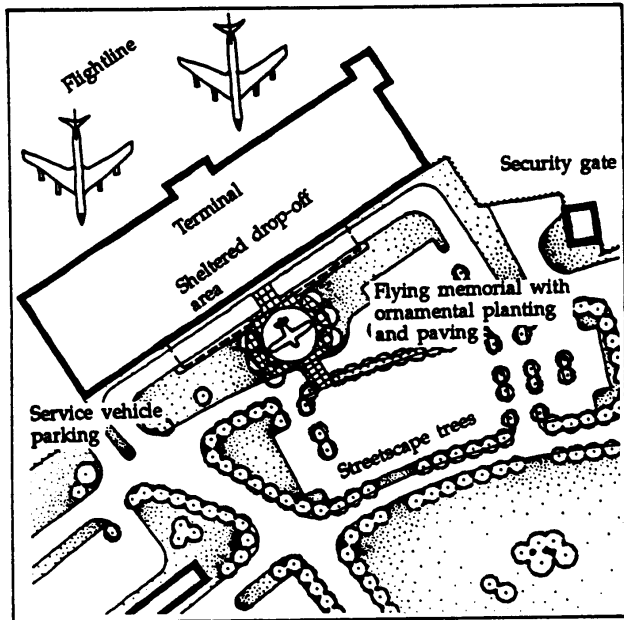 Flightline
Security gate
Terminal
Sheltered drop-off
area
Flying memorial with
ornamental planting
and paving
Service vehicle
parking
Streetscape trees